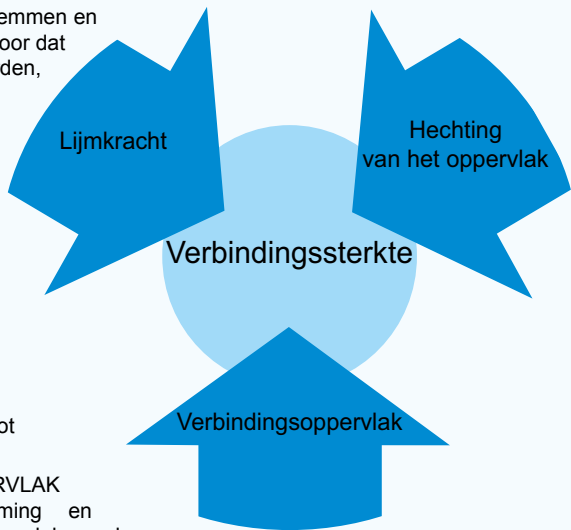 emmen en
oor dat
den,
Lijmkracht
Hechting
van het oppervlak
Verbindingssterkte
Verbindingsoppervlak
ot
RVLAK
ming en